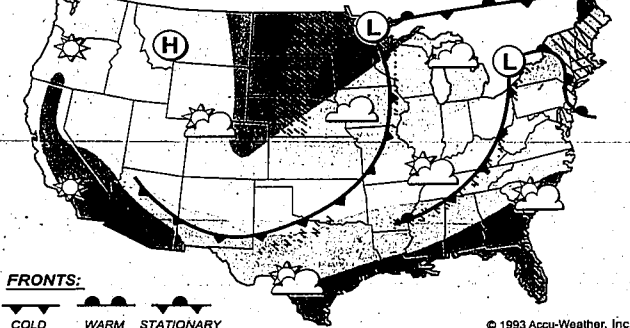 L
H
L
FRONTS:
COLD WARM STATIONARY
© 1993 Accu-Weather, Inc